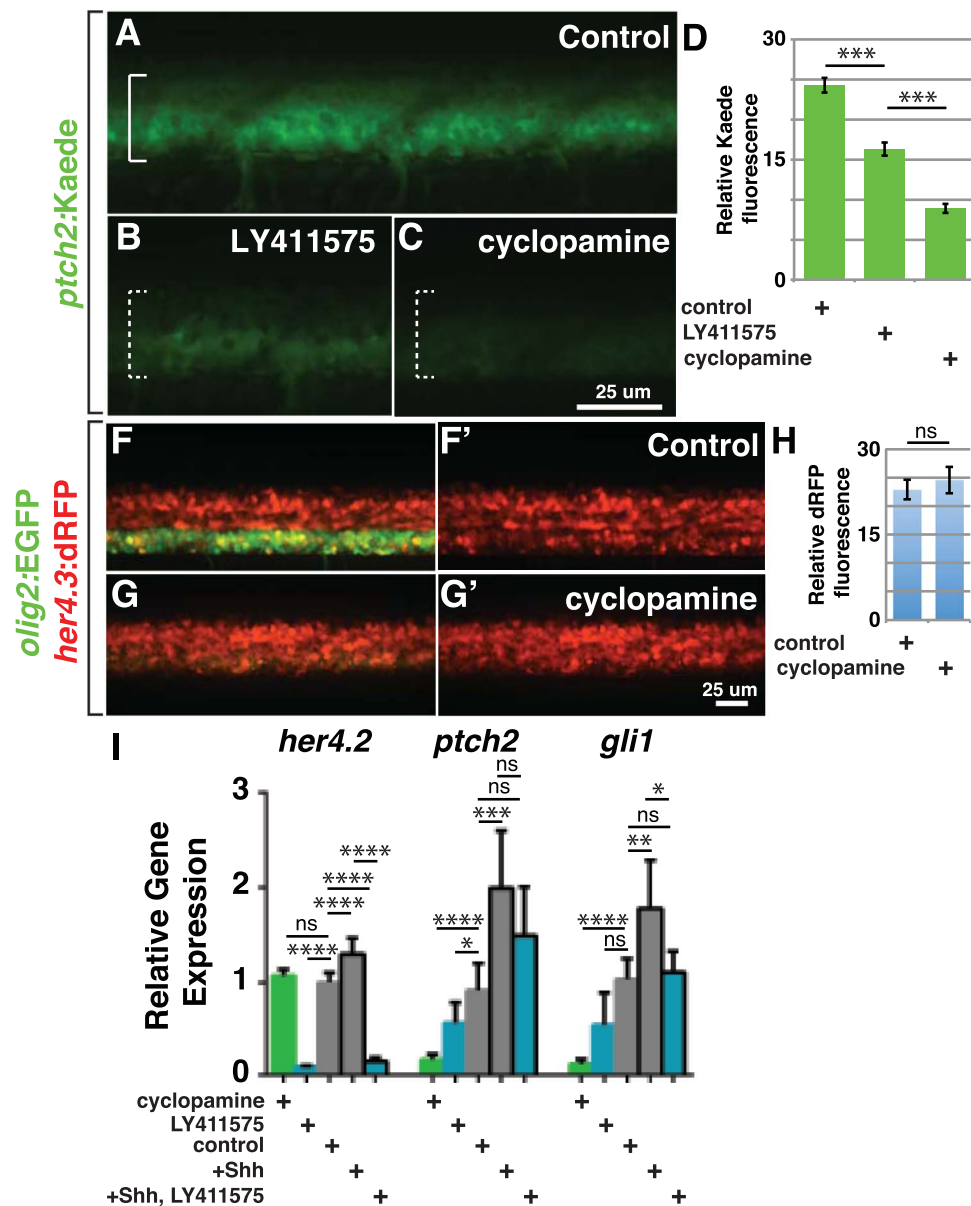 ptch2:Kaede
A
Control
B
LY411575
C
cyclopamine
25 um
D
Relative Kaede
fluorescence
30
15
0
***
***
control +
LY411575 +
cyclopamine +
olig2:EGFP
her4.3:dRFP
F
F’
Control
G
G’
cyclopamine
25 um
H
Relative dRFP
fluorescence
30
15
0
ns
control +
cyclopamine +
I
her4.2 ptch2 gli1
Relative Gene
Expression
3
2
1
0
****
****
****
ns
****
ns
ns
***
****
*
*
ns
**
****
ns
cyclopamine + + +
LY411575 + + +
control + + +
+Shh + + +
+Shh, LY411575 + + +